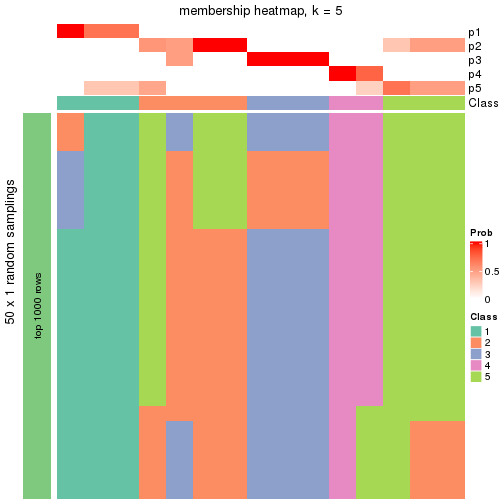 membership heatmap, k = 5
p1
p2
p3
p4
p5
Class
50 x 1 random samplings
top 1000 rows
Prob
1
0.5
0
Class
1
2
3
4
5